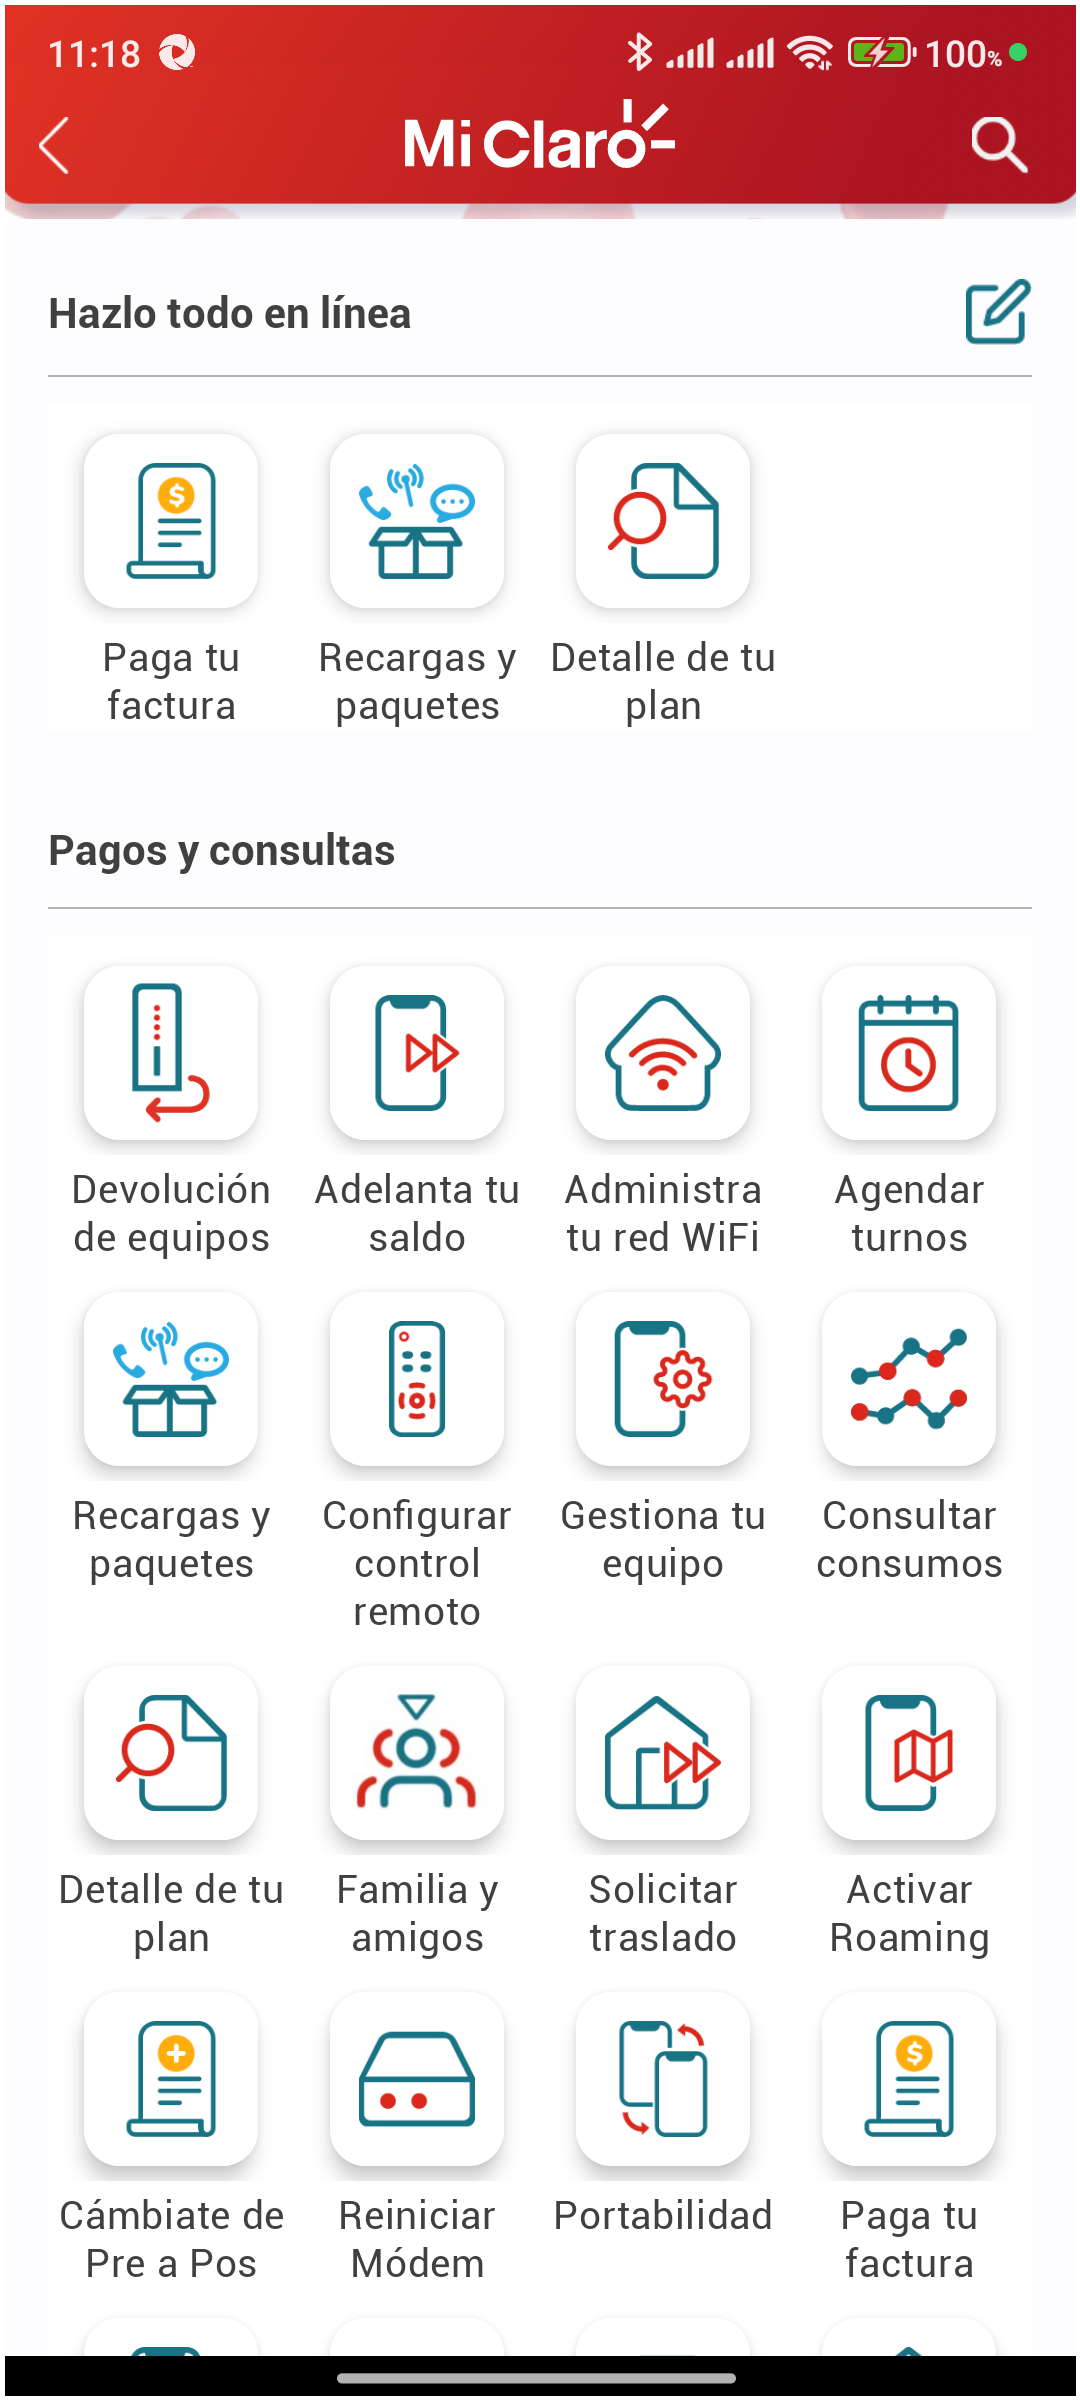 11:18
100%
Mi Claro
Hazlo todo en línea
Paga tu
factura
Recargas y
paquetes
Detalle de tu
plan
Pagos y consultas
Devolución
de equipos
Adelanta tu
saldo
Administra
tu red WiFi
Agendar
turnos
Recargas y
paquetes
Configurar
control
remoto
Gestiona tu
equipo
Consultar
consumos
Detalle de tu
plan
Familia y
amigos
Solicitar
traslado
Activar
Roaming
Cámbiate de
Pre a Pos
Reiniciar
Módem
Portabilidad
Paga tu
factura